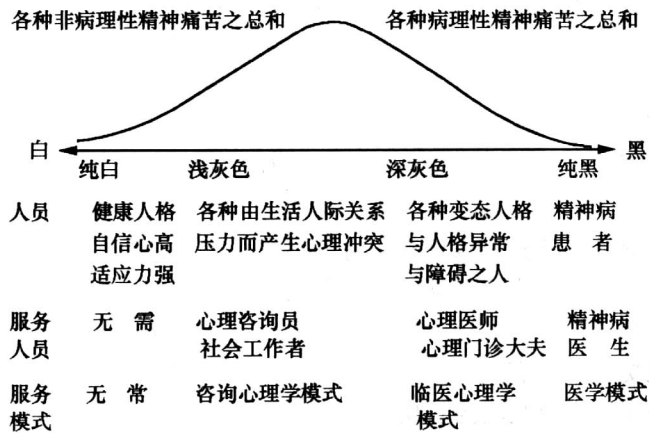 各种非病理性精神痛苦之总和 各种病理性精神痛苦之总和
白 黑
纯白 浅灰色 深灰色 纯黑
人员 健康人格 各种由生活人际关系 各种变态人格 精神病
自信心高 压力而产生心理冲突 与人格异常 患者
适应力强 与障碍之人
服务 无需 心理咨询员 心理医师 精神病
人员 社会工作者 心理门诊大夫 医生
服务 无常 咨询心理学模式 临医心理学 医学模式
模式 模式